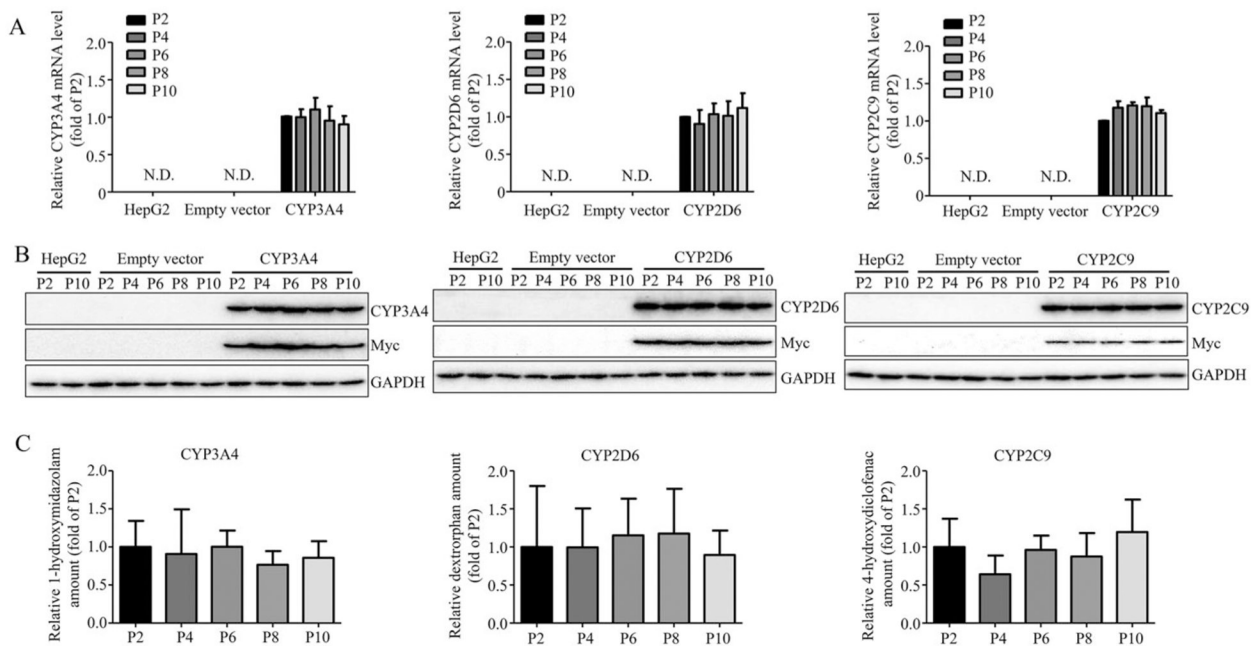 A
Relative CYP3A4 mRNA level
(fold of P2)
2.0
1.5
1.0
0.5
0
P2
P4
P6
P8
P10
N.D.
N.D.
HepG2 Empty vector CYP3A4
Relative CYP2D6 mRNA level
(fold of P2)
2.0
1.5
1.0
0.5
0
P2
P4
P6
P8
P10
N.D.
N.D.
HepG2 Empty vector CYP2D6
Relative CYP2C9 mRNA level
(fold of P2)
2.0
1.5
1.0
0.5
0
P2
P4
P6
P8
P10
N.D.
N.D.
HepG2 Empty vector CYP2C9
B
HepG2 Empty vector CYP3A4
P2 P10 P2 P4 P6 P8 P10 P2 P4 P6 P8 P10
CYP3A4
Myc
GAPDH
HepG2 Empty vector CYP2D6
P2 P10 P2 P4 P6 P8 P10 P2 P4 P6 P8 P10
CYP2D6
Myc
GAPDH
HepG2 Empty vector CYP2C9
P2 P10 P2 P4 P6 P8 P10 P2 P4 P6 P8 P10
CYP2C9
Myc
GAPDH
C
CYP3A4
Relative 1-hydroxymidazolam
amount (fold of P2)
2.0
1.5
1.0
0.5
0.0
P2 P4 P6 P8 P10
CYP2D6
Relative dextrorphan amount
(fold of P2)
2.0
1.5
1.0
0.5
0.0
P2 P4 P6 P8 P10
CYP2C9
Relative 4-hydroxydiclofenac
amount (fold of P2)
2.0
1.5
1.0
0.5
0.0
P2 P4 P6 P8 P10